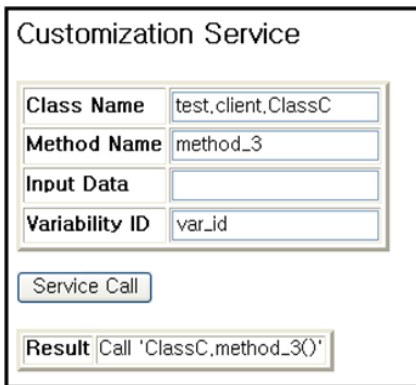 Customization Service
Class Name test,client,ClassC
Method Name method_3
Input Data
Variability ID var_id
Service Call
Result Call 'ClassC,method_3()'